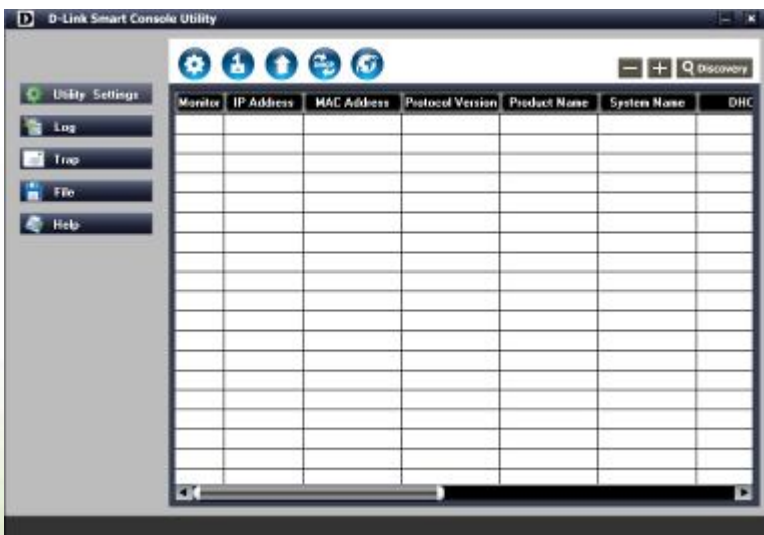 D D-Link Smart Console Utility
Discovery
Utility Settings
Log
Trap
File
Help
Monitor IP Address MAC Address Protocol Version Product Name System Name DHC